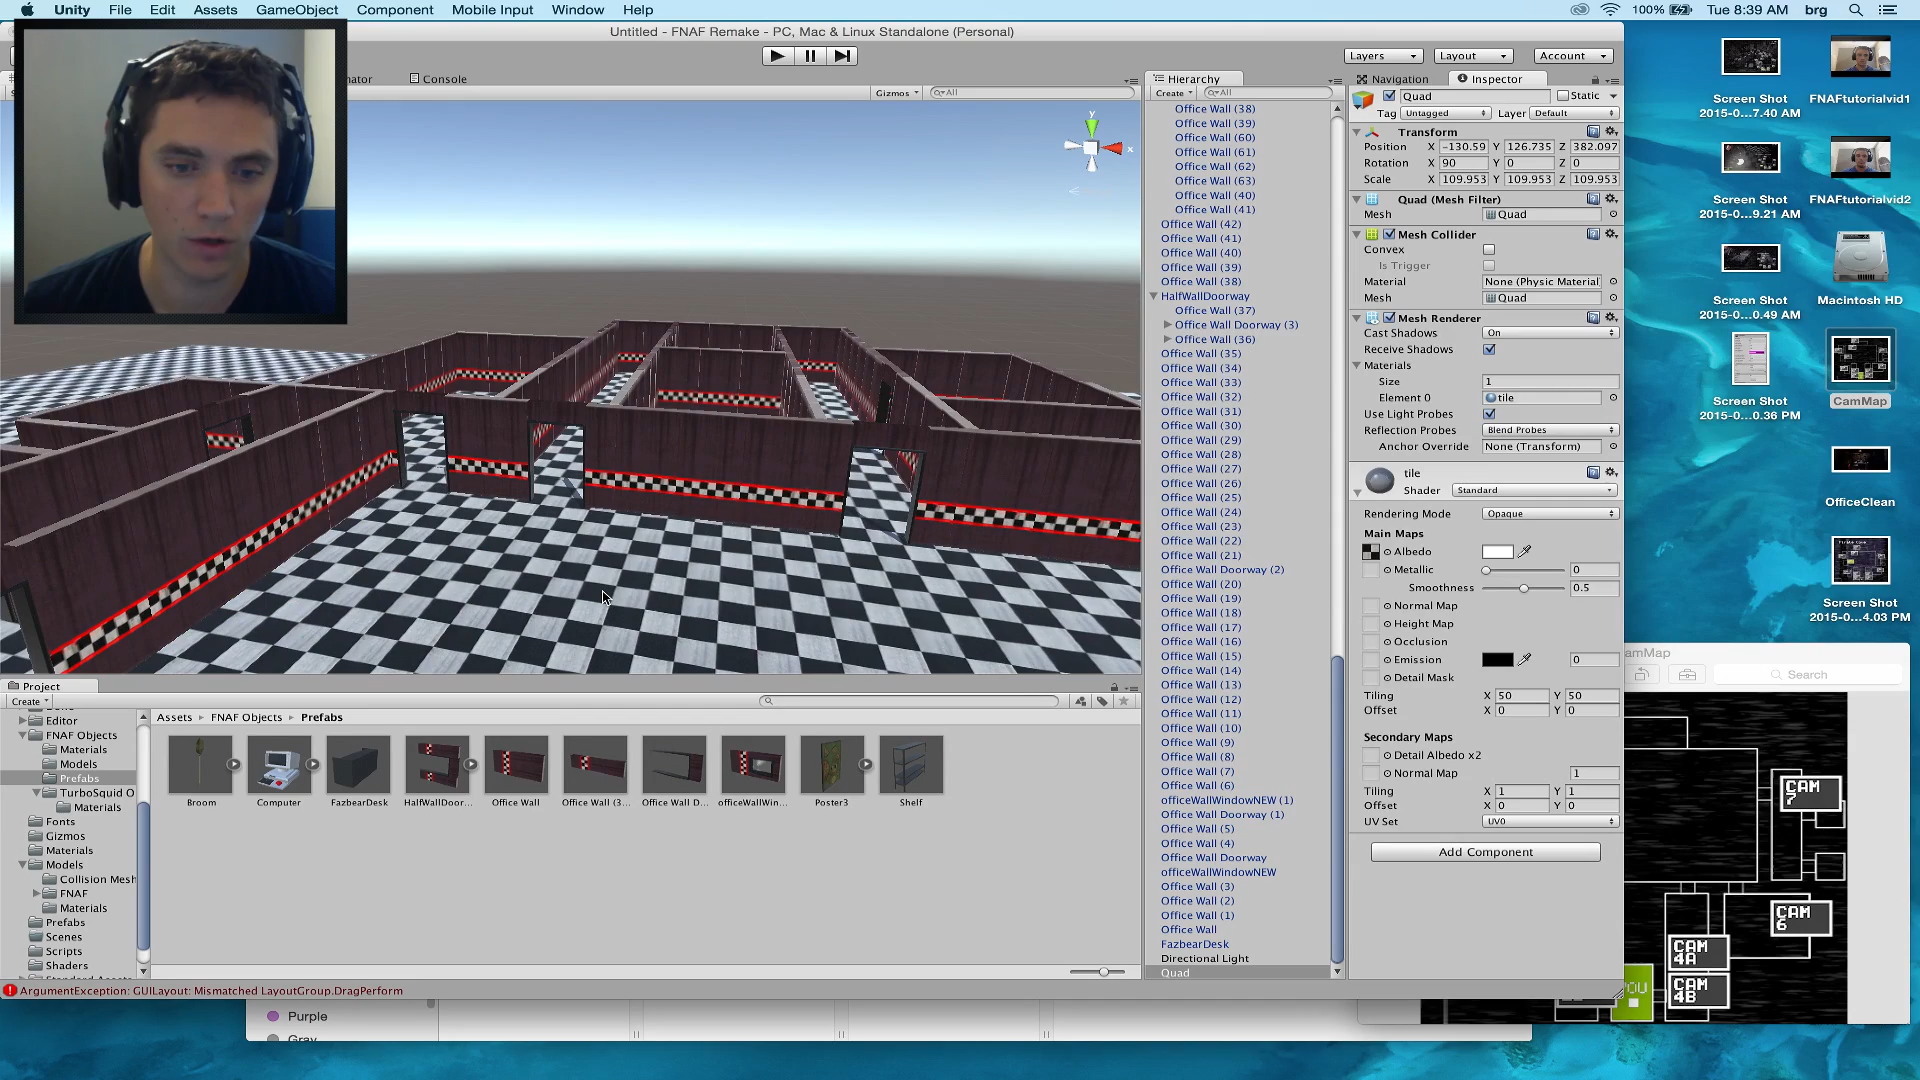 Unity File Edit Assets GameObject Component Mobile Input Window Help 100% Tue 8:39 AM brg
Untitled - FNAF Remake - PC, Mac & Linux Standalone (Personal)
Layers Layout Account
Console
Gizmos All
Hierarchy
Create All
Office Wall (38)
Office Wall (39)
Office Wall (60)
Office Wall (61)
Office Wall (62)
Office Wall (63)
Office Wall (40)
Office Wall (41)
Office Wall (42)
Office Wall (41)
Office Wall (40)
Office Wall (39)
Office Wall (38)
HalfWallDoorway
Office Wall (37)
Office Wall Doorway (3)
Office Wall (36)
Office Wall (35)
Office Wall (34)
Office Wall (33)
Office Wall (32)
Office Wall (31)
Office Wall (30)
Office Wall (29)
Office Wall (28)
Office Wall (27)
Office Wall (26)
Office Wall (25)
Office Wall (24)
Office Wall (23)
Office Wall (22)
Office Wall (21)
Office Wall Doorway (2)
Office Wall (20)
Office Wall (19)
Office Wall (18)
Office Wall (17)
Office Wall (16)
Office Wall (15)
Office Wall (14)
Office Wall (13)
Office Wall (12)
Office Wall (11)
Office Wall (10)
Office Wall (9)
Office Wall (8)
Office Wall (7)
Office Wall (6)
officeWallWindowNEW (1)
Office Wall Doorway (1)
Office Wall (5)
Office Wall (4)
Office Wall Doorway
officeWallWindowNEW
Office Wall (3)
Office Wall (2)
Office Wall (1)
Office Wall
FazbearDesk
Directional Light
Quad
Navigation Inspector
Quad Static
Tag Untagged Layer Default
Transform
Position X -130.59 Y 126.735 Z 382.097
Rotation X 90 Y 0 Z 0
Scale X 109.953 Y 109.953 Z 109.953
Quad (Mesh Filter)
Mesh Quad
Mesh Collider
Convex
Is Trigger
Material None (Physic Material)
Mesh Quad
Mesh Renderer
Cast Shadows On
Receive Shadows
Materials
Size 1
Element 0 tile
Use Light Probes
Reflection Probes Blend Probes
Anchor Override None (Transform)
tile
Shader Standard
Rendering Mode Opaque
Main Maps
Albedo
Metallic 0
Smoothness 0.5
Normal Map
Height Map
Occlusion
Emission 0
Detail Mask
Tiling X 50 Y 50
Offset X 0 Y 0
Secondary Maps
Detail Albedo x2
Normal Map 1
Tiling X 1 Y 1
Offset X 0 Y 0
UV Set UV0
Add Component
y
x
Project
Create
Editor
FNAF Objects
Materials
Models
Prefabs
TurboSquid O
Materials
Fonts
Gizmos
Materials
Models
Collision Mesh
FNAF
Materials
Prefabs
Scenes
Scripts
Shaders
Assets FNAF Objects Prefabs
Broom Computer FazbearDesk HalfWallDoor... Office Wall Office Wall (3... Office Wall D... officeWallWin... Poster3 Shelf
ArgumentException: GUILayout: Mismatched LayoutGroup.DragPerform
Purple
Gray
Screen Shot
2015-0...7.40 AM
FNAFtutorialvid1
Screen Shot
2015-0...9.21 AM
FNAFtutorialvid2
Screen Shot
2015-0...0.49 AM
Macintosh HD
Screen Shot
2015-0...0.36 PM
CamMap
OfficeClean
Screen Shot
2015-0...4.03 PM
amMap
Search
CAM
7
CAM
6
CAM
4A
CAM
4B
YOU